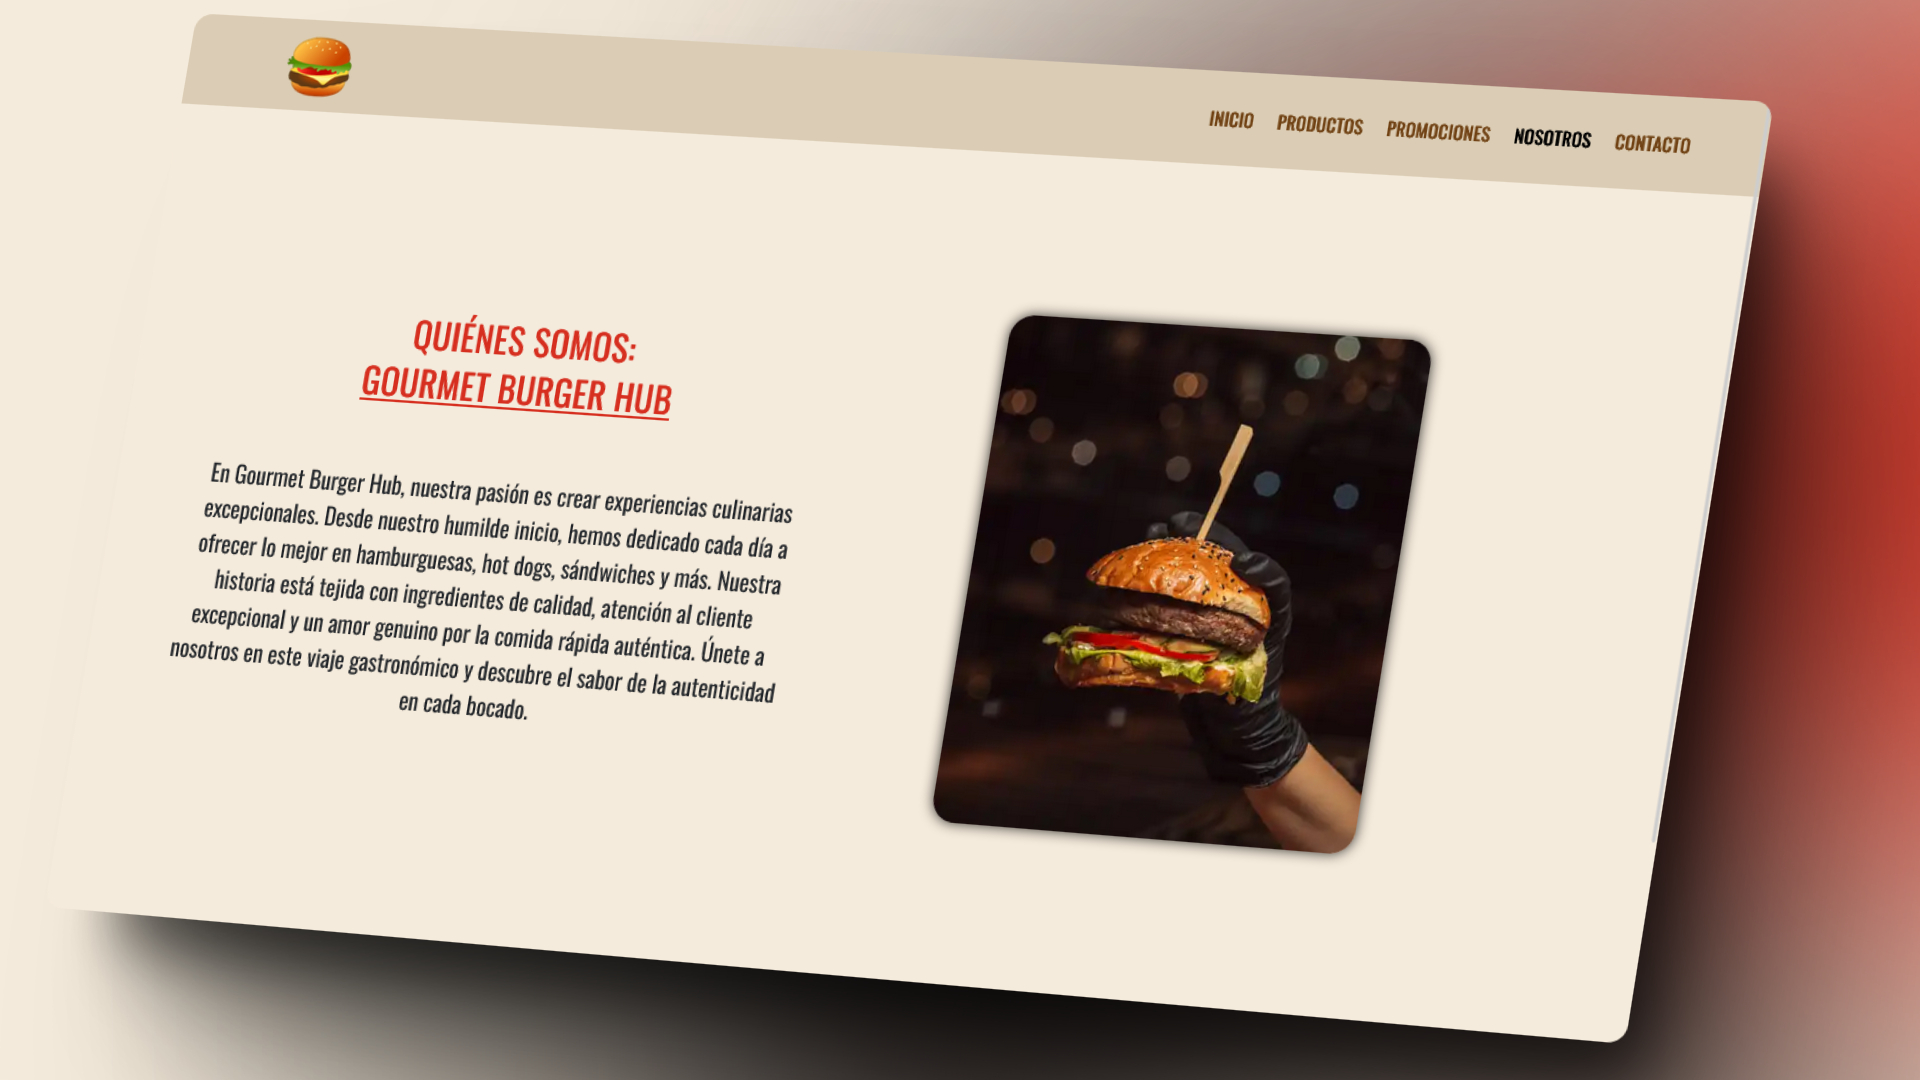 INICIO PRODUCTOS PROMOCIONES NOSOTROS CONTACTO
QUIÉNES SOMOS:
GOURMET BURGER HUB
En Gourmet Burger Hub, nuestra pasión es crear experiencias culinarias
excepcionales. Desde nuestro humilde inicio, hemos dedicado cada día a
ofrecer lo mejor en hamburguesas, hot dogs, sándwiches y más. Nuestra
historia está tejida con ingredientes de calidad, atención al cliente
excepcional y un amor genuino por la comida rápida auténtica. Únete a
nosotros en este viaje gastronómico y descubre el sabor de la autenticidad
en cada bocado.